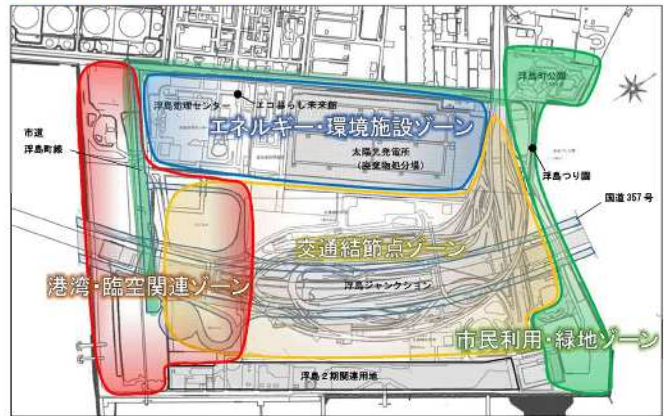 浮島町公園
浮島処理センター
エコ暮らし未来館
エネルギー・環境施設ゾーン
市道
浮島町線
太陽光発電所
(廃棄物処分場)
浮島つり園
国道357号
交通結節点ゾーン
港湾・臨空関連ゾーン
浮島ジャンクション
市民利用・緑地ゾーン
浮島2期関連用地